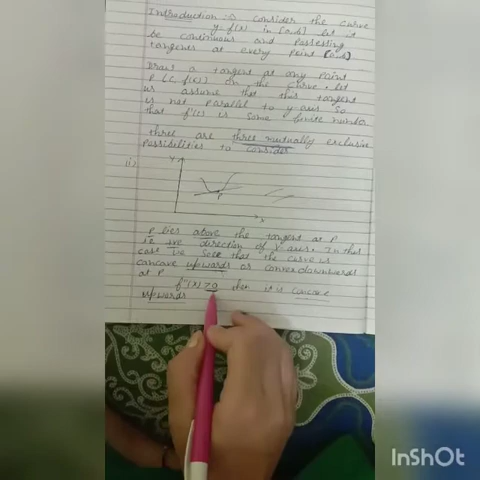 Introduction :- consider the curve
y = f(x) in [a,b] let it
be continuous and possessing
tangents at every point [a,b]
Draw a tangent at any point
P (c, f(c)) on the curve. let
us assume that this tangent
is not parallel to y axis so
that f'(c) is some finite number.
three are three mutually exclusive
possibilities to consider
(i)
Y
P
X
P lies above the tangent at P
i.e +ve direction of Y axis. In that
case we see that the curve is
concave upwards or convex downwards
at P
f''(x) > 0 then it is concave
upwards
InShOt